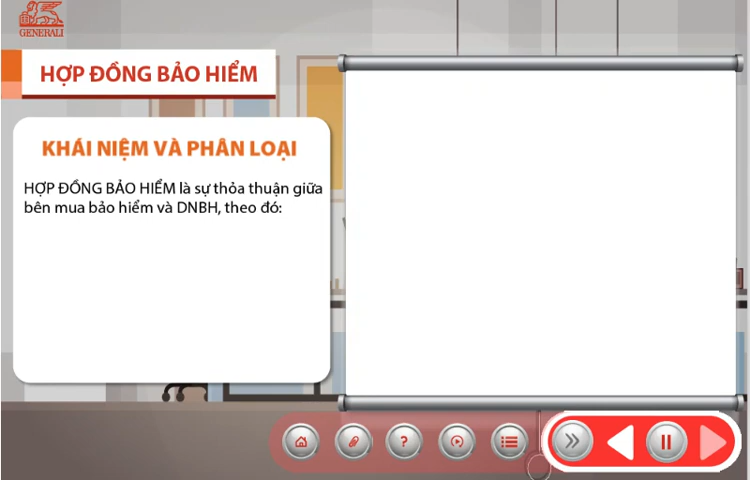 GENERALI
HỢP ĐỒNG BẢO HIỂM
KHÁI NIỆM VÀ PHÂN LOẠI
HỢP ĐỒNG BẢO HIỂM là sự thỏa thuận giữa
bên mua bảo hiểm và DNBH, theo đó:
?